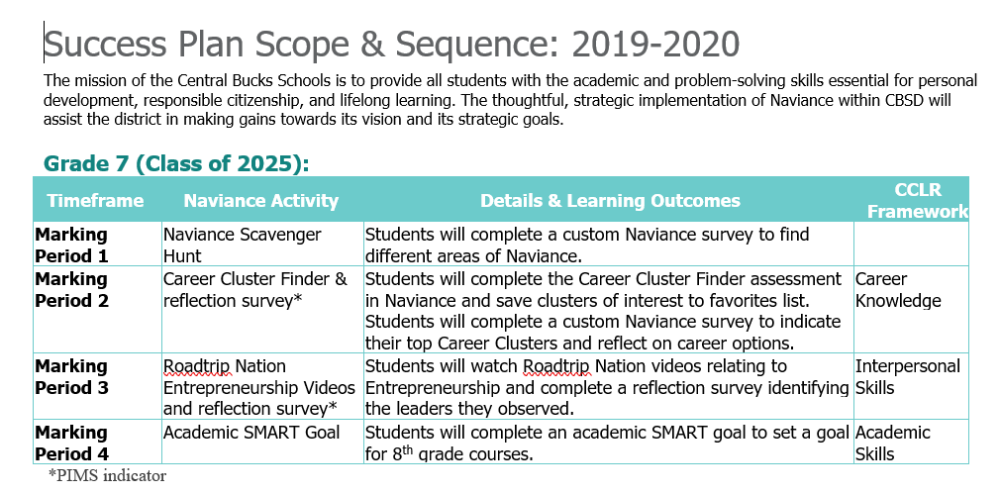 Success Plan Scope & Sequence: 2019-2020
The mission of the Central Bucks Schools is to provide all students with the academic and problem-solving skills essential for personal
development, responsible citizenship, and lifelong learning. The thoughtful, strategic implementation of Naviance within CBSD will
assist the district in making gains towards its vision and its strategic goals.
Grade 7 (Class of 2025):
Timeframe
Naviance Activity
Details & Learning Outcomes
CCLR
Framework
Marking
Period 1
Naviance Scavenger
Hunt
Students will complete a custom Naviance survey to find
different areas of Naviance.
Marking
Period 2
Career Cluster Finder &
reflection survey*
Students will complete the Career Cluster Finder assessment
in Naviance and save clusters of interest to favorites list.
Students will complete a custom Naviance survey to indicate
their top Career Clusters and reflect on career options.
Career
Knowledge
Marking
Period 3
Roadtrip Nation
Entrepreneurship Videos
and reflection survey*
Students will watch Roadtrip Nation videos relating to
Entrepreneurship and complete a reflection survey identifying
the leaders they observed.
Interpersonal
Skills
Marking
Period 4
Academic SMART Goal
Students will complete an academic SMART goal to set a goal
for 8th grade courses.
Academic
Skills
*PIMS indicator